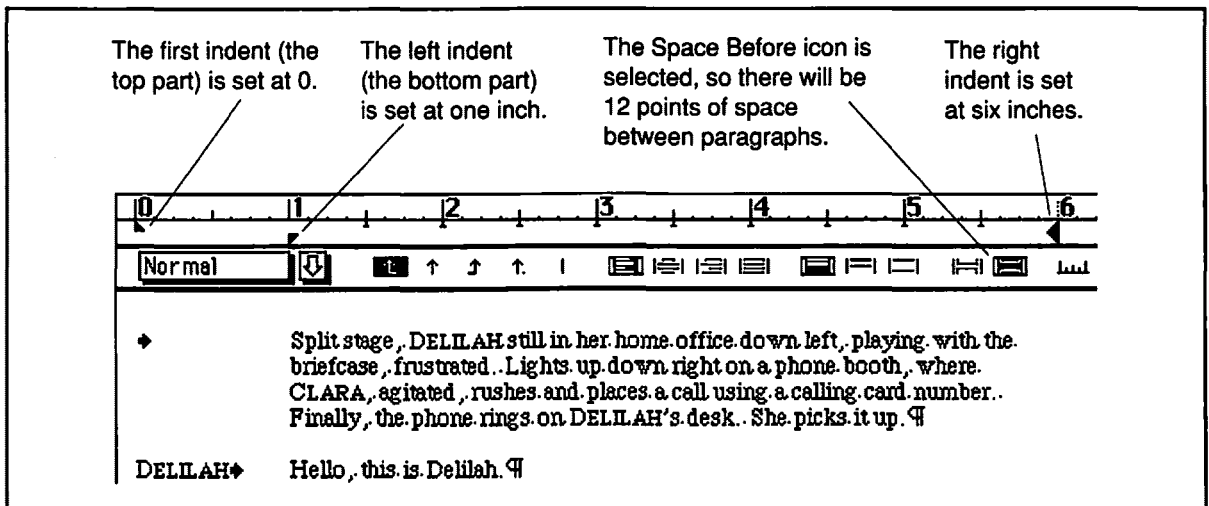 The first indent (the
top part) is set at 0.
The left indent
(the bottom part)
is set at one inch.
The Space Before icon is
selected, so there will be
12 points of space
between paragraphs.
The right
indent is set
at six inches.
0 1 2 3 4 5 6
Normal
Split stage, DELILAH still in her home office down left, playing with the
briefcase, frustrated. Lights up down right on a phone booth, where
CLARA, agitated, rushes and places a call using a calling card number.
Finally, the phone rings on DELILAH's desk. She picks it up.¶
DELILAH Hello, this is Delilah.¶